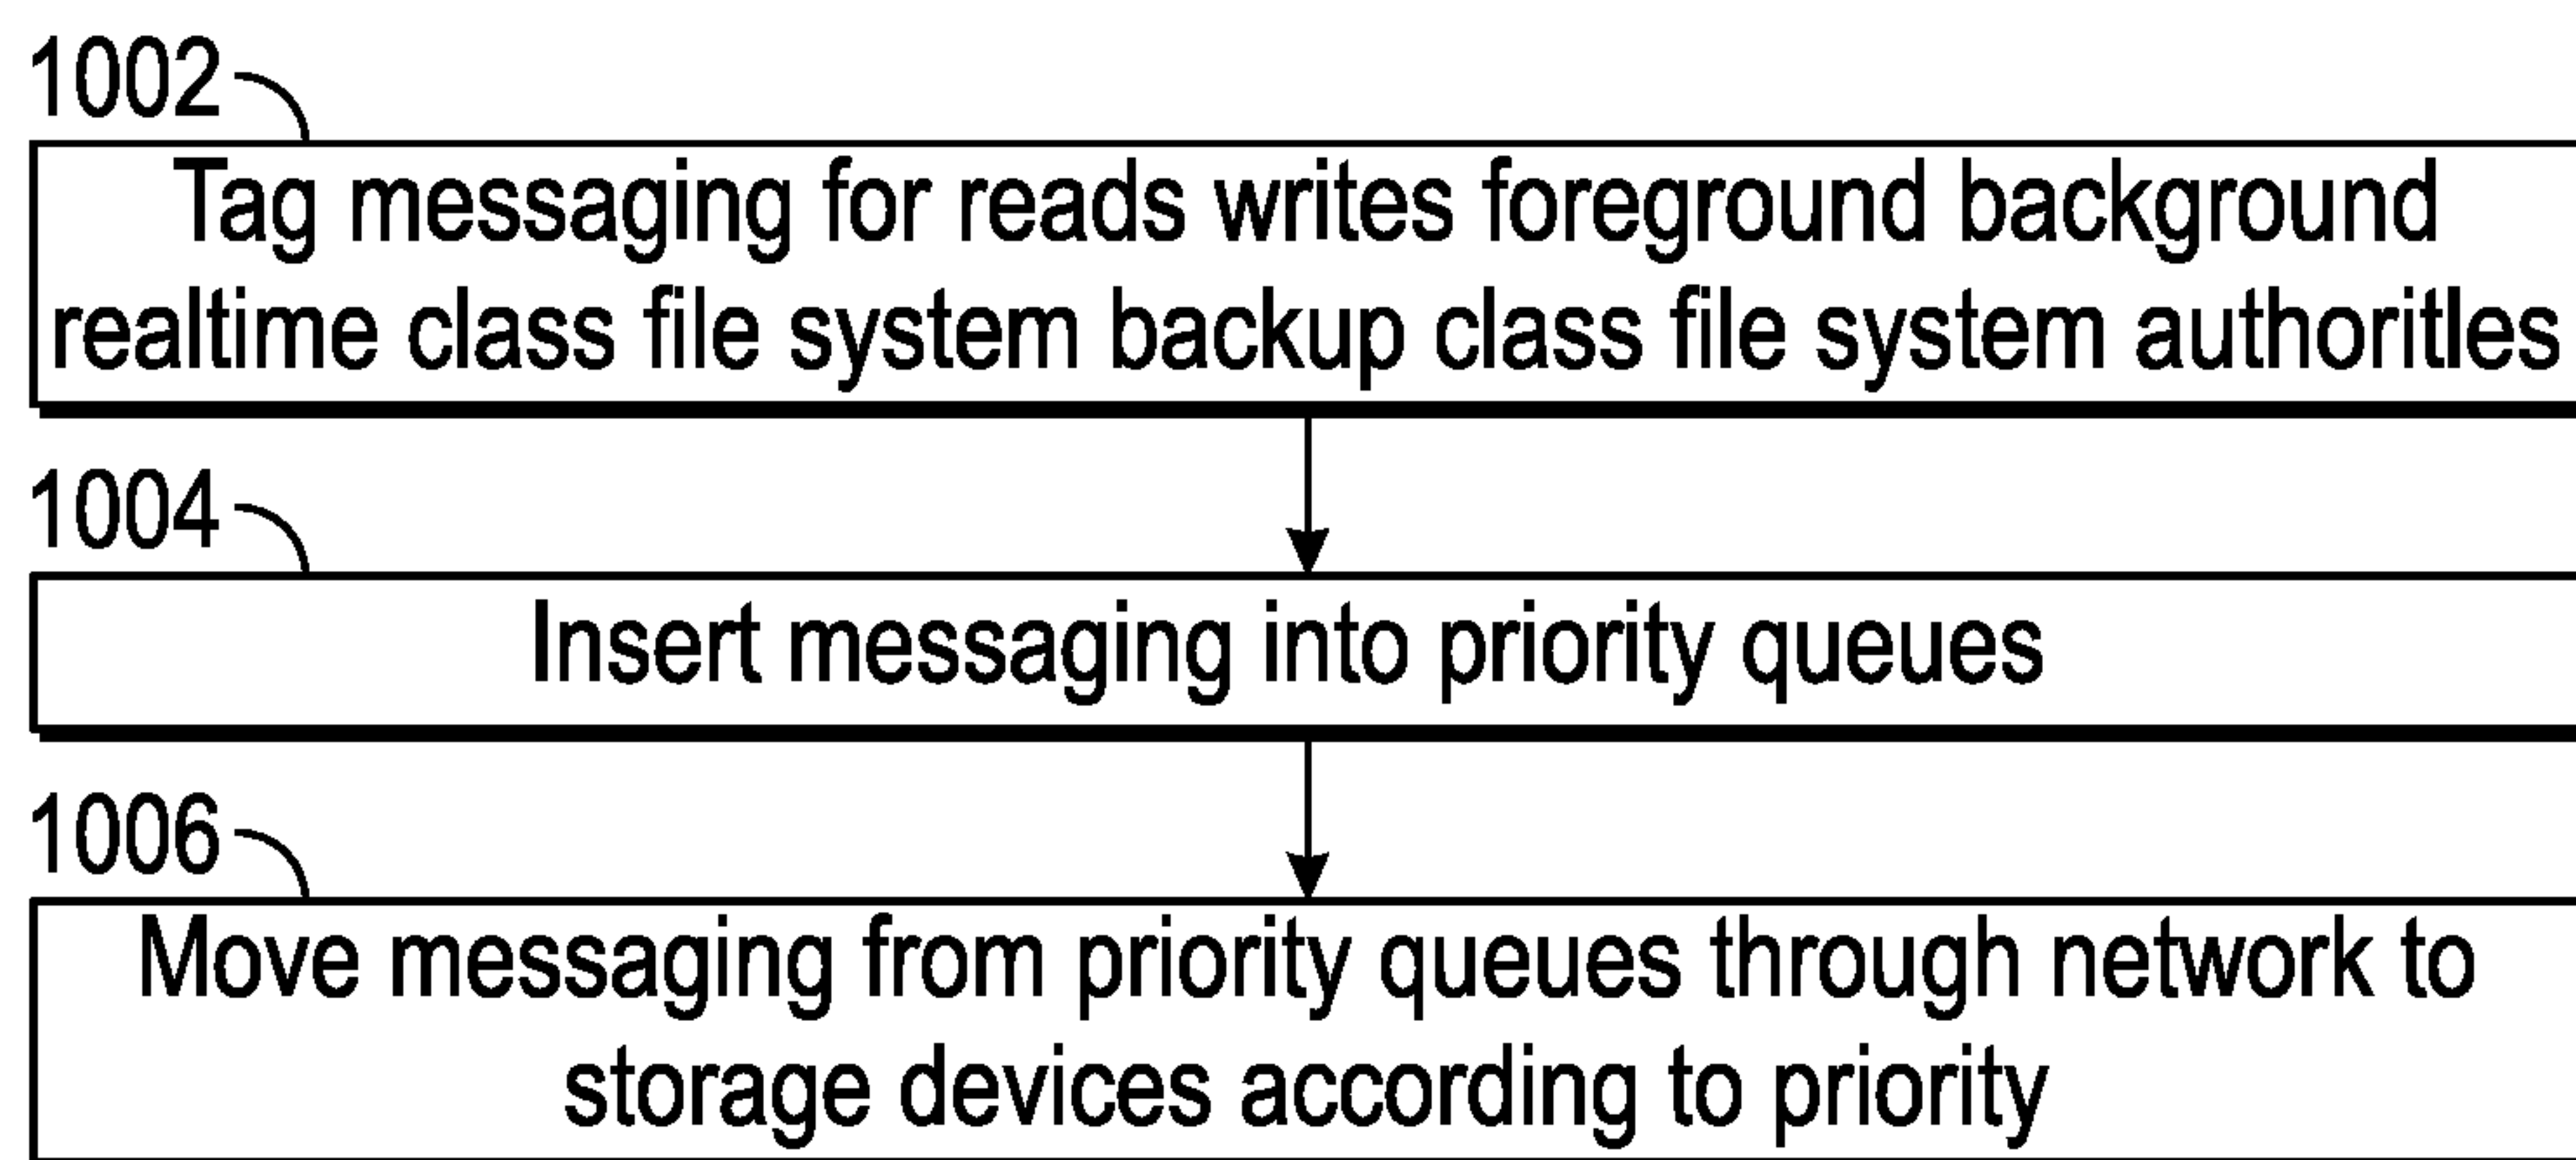 1002
Tag messaging for reads writes foreground background
realtime class file system backup class file system authoritles
1004
Insert messaging into priority queues
1006
Move messaging from priority queues through network to
storage devices according to priority